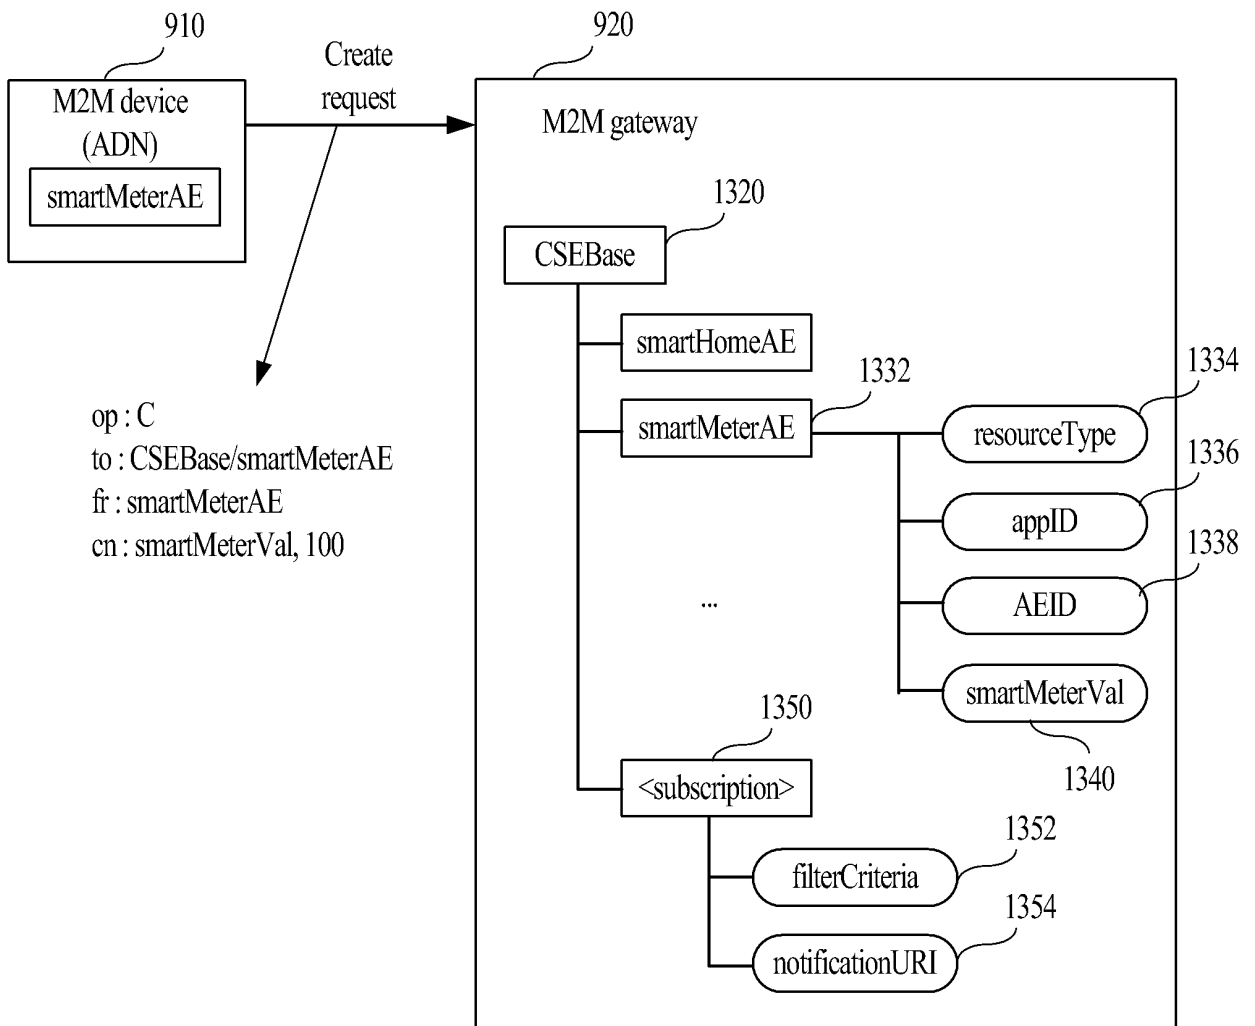 910
920
Create
request
M2M device
(ADN)
smartMeterAE
M2M gateway
1320
CSEBase
smartHomeAE
1332
1334
smartMeterAE
resourceType
op : C
to : CSEBase/smartMeterAE
fr : smartMeterAE
cn : smartMeterVal, 100
1336
appID
1338
AEID
...
smartMeterVal
1340
1350
<subscription>
1352
filterCriteria
1354
notificationURI